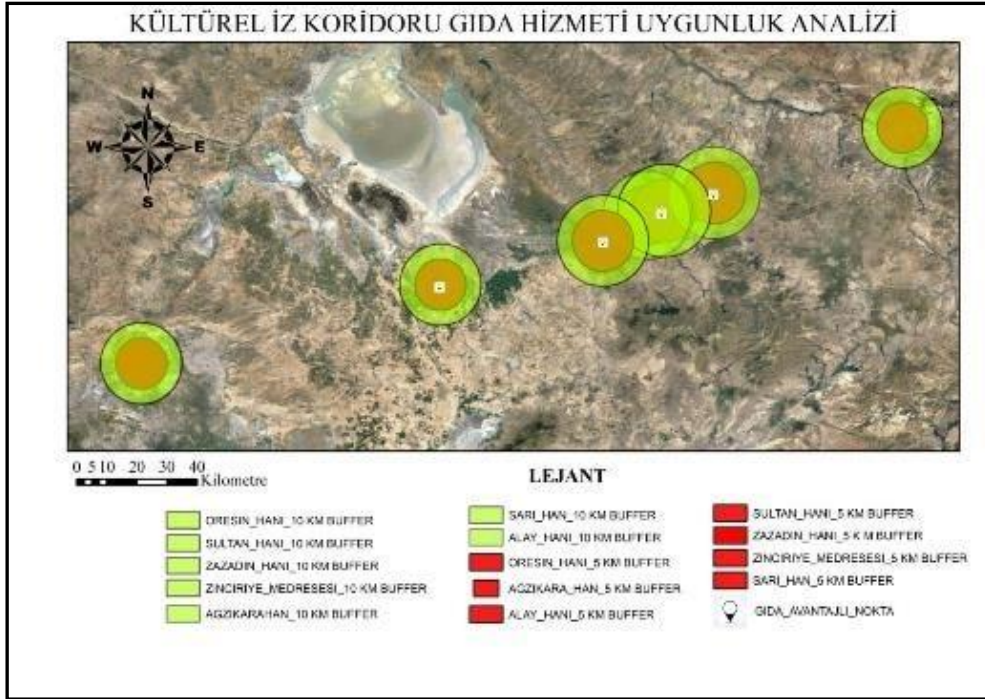 KÜLTÜREL İZ KORİDORU GIDA HİZMETİ UYGUNLUK ANALİZİ
N
W E
S
0 5 10 20 30 40
Kilometre
LEJANT
ORESIN_HANI_10 KM BUFFER
SULTAN_HANI_10 KM BUFFER
ZAZADIN_HANI_10 KM BUFFER
ZINCIRIYE_MEDRESESI_10 KM BUFFER
AGZIKARAHAN_10 KM BUFFER
SARI_HAN_10 KM BUFFER
ALAY_HANI_10 KM BUFFER
ORESIN_HANI_5 KM BUFFER
AGZIKARA_HAN_5 KM BUFFER
ALAY_HANI_5 KM BUFFER
SULTAN_HANI_5 KM BUFFER
ZAZADIN_HANI_5 KM BUFFER
ZINCIRIYE_MEDRESESI_5 KM BUFFER
SARI_HAN_5 KM BUFFER
GIDA_AVANTAJLI_NOKTA